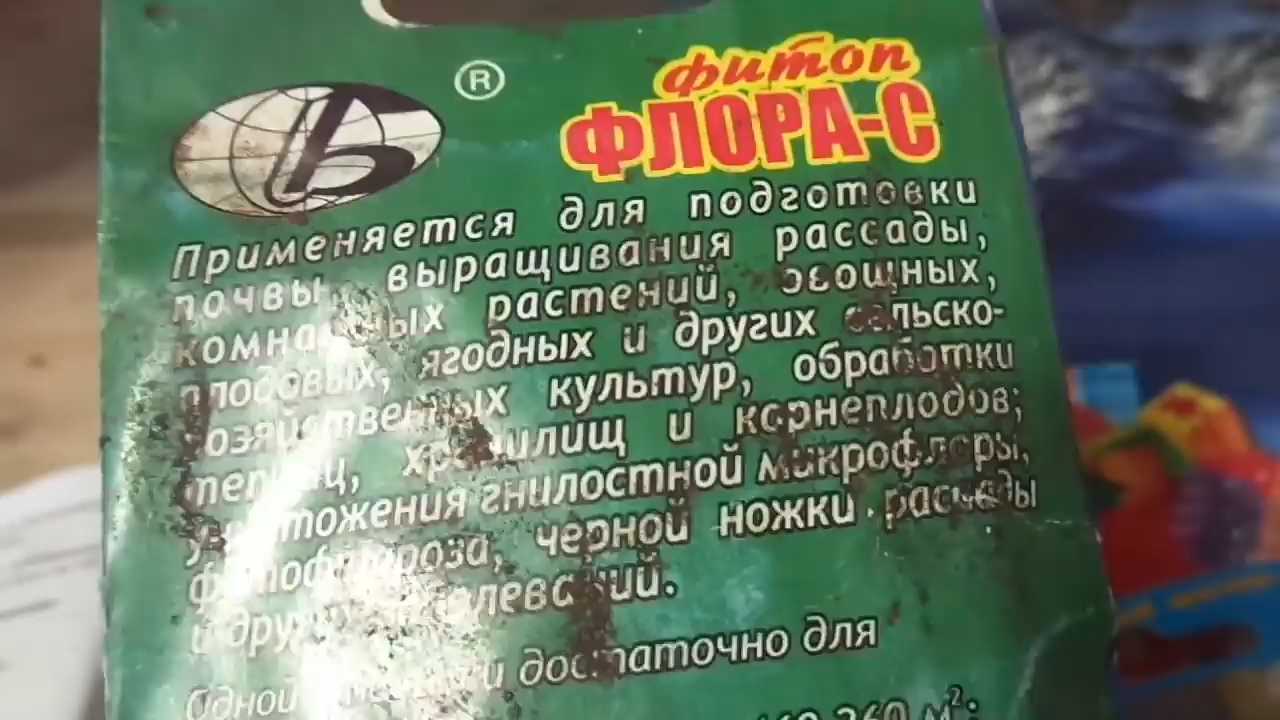 ®
фитоп
ФЛОРА-С
Применяется для подготовки
почвы, выращивания рассады,
комнатных растений, овощных,
плодовых, ягодных и других сельско-
хозяйственных культур, обработки
теплиц, хранилищ и корнеплодов;
уничтожения гнилостной микрофлоры,
фитофтороза, черной ножки рассады
и других заболеваний.
Одной достаточно для
160-260 м²;